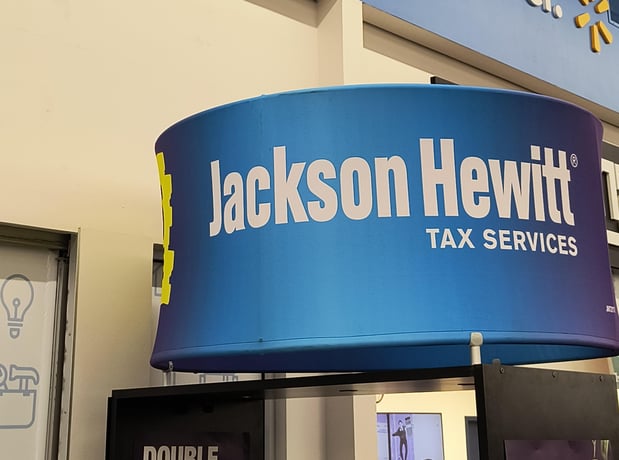 Jackson Hewitt®
TAX SERVICES
DOUBLE